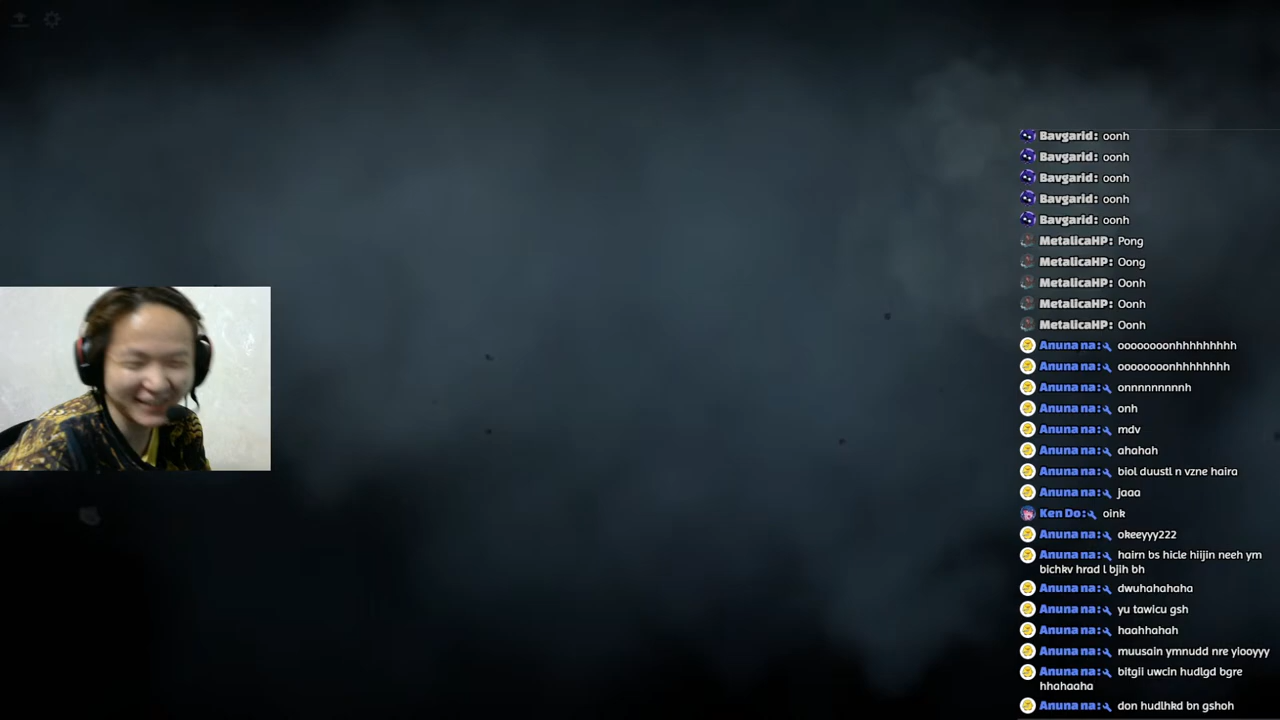 Bavgarid: oonh
Bavgarid: oonh
Bavgarid: oonh
Bavgarid: oonh
Bavgarid: oonh
MetalicaHP: Pong
MetalicaHP: Oong
MetalicaHP: Oonh
MetalicaHP: Oonh
MetalicaHP: Oonh
Anuna na: oooooooonhhhhhhhhh
Anuna na: oooooooonhhhhhhhh
Anuna na: onnnnnnnnnh
Anuna na: onh
Anuna na: mdv
Anuna na: ahahah
Anuna na: biol duustl n vzne haira
Anuna na: jaaa
Ken Do: oink
Anuna na: okeeyyy222
Anuna na: hairn bs hicle hiijin neeh ym
bichkv hrad l bjih bh
Anuna na: dwuhahahaha
Anuna na: yu tawicu gsh
Anuna na: haahhahah
Anuna na: muusain ymnudd nre ylooyyy
Anuna na: bitgii uwcin hudlgd bgre
hhahaaha
Anuna na: don hudlhkd bn gshoh